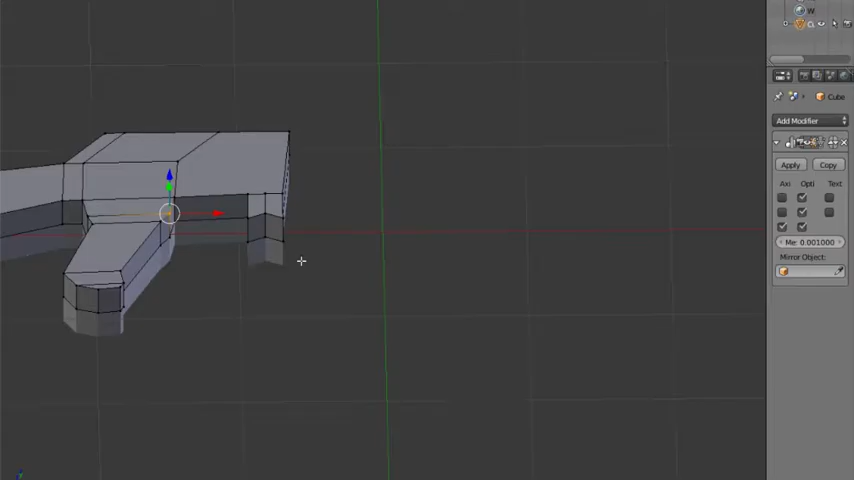 W
Cube
Add Modifier
Apply Copy
Axi Opti Text
Me: 0.001000
Mirror Object: